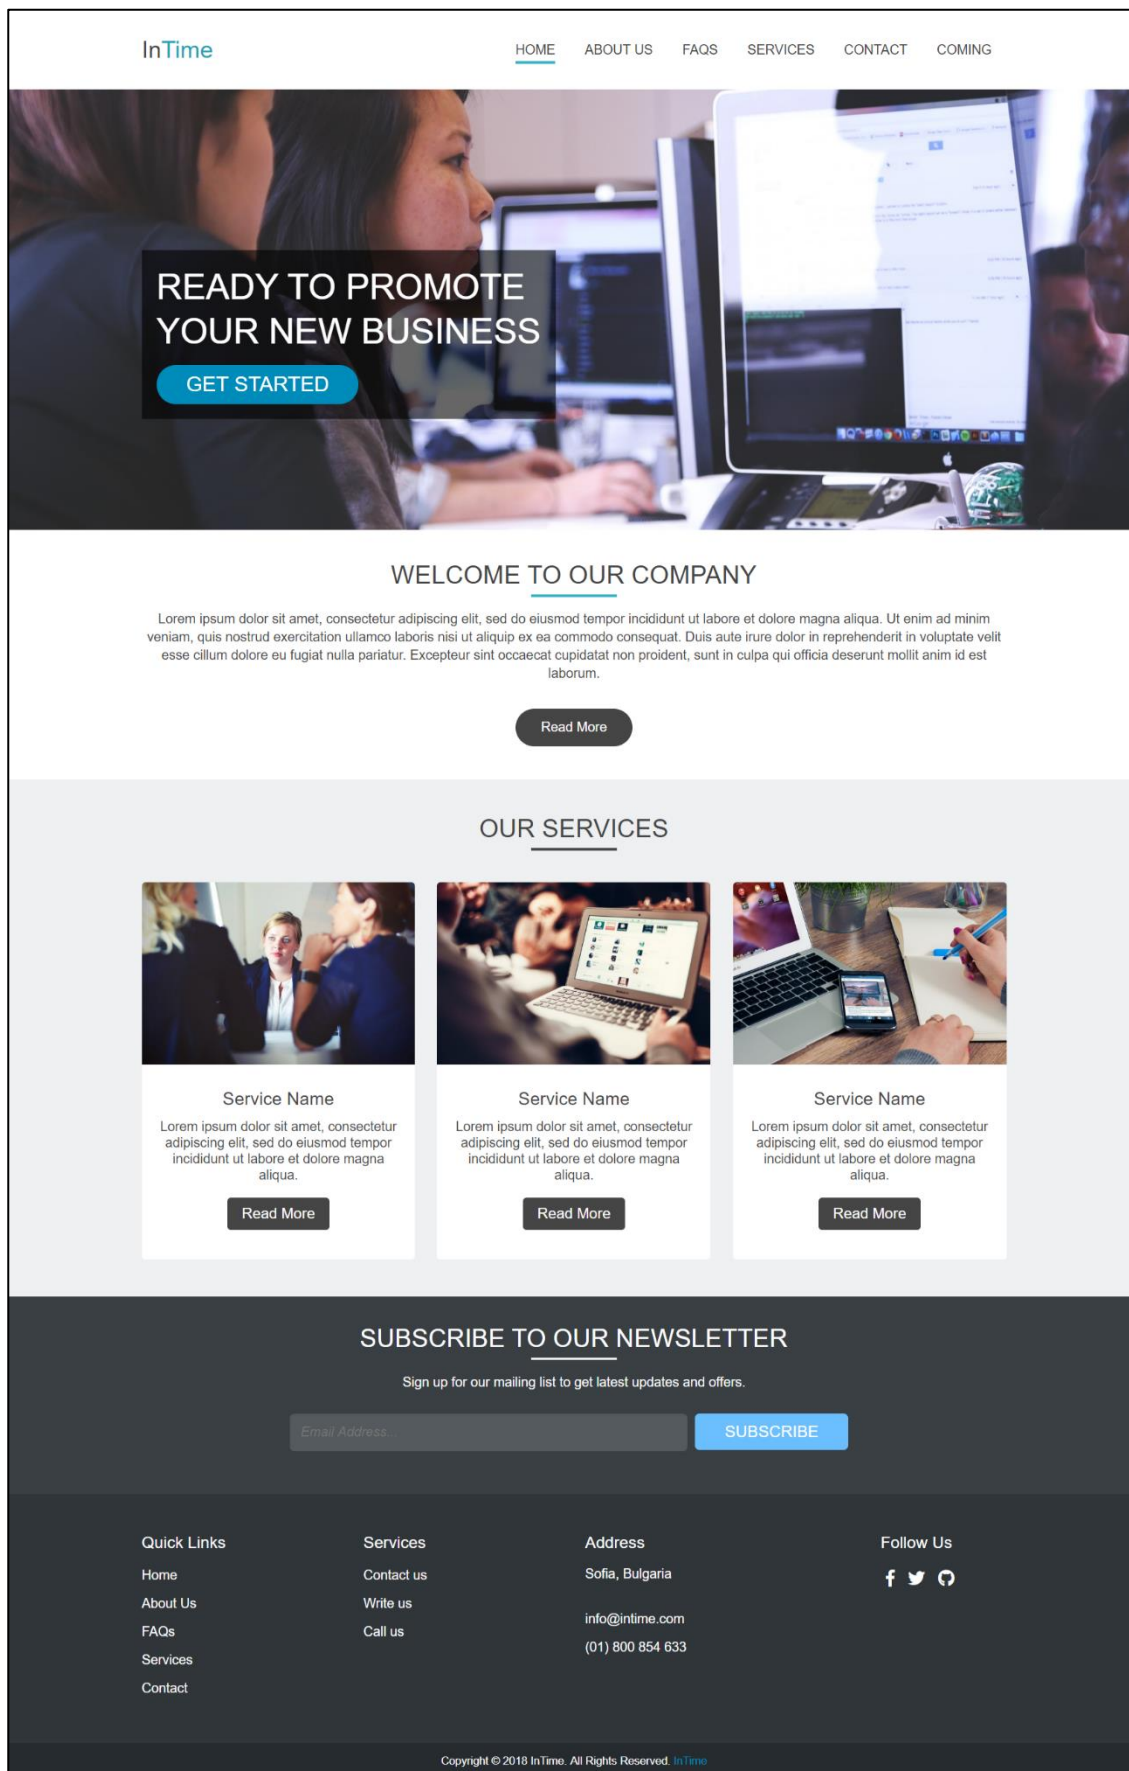 InTime
HOME ABOUT US FAQS SERVICES CONTACT COMING
READY TO PROMOTE
YOUR NEW BUSINESS
GET STARTED
WELCOME TO OUR COMPANY
Lorem ipsum dolor sit amet, consectetur adipiscing elit, sed do eiusmod tempor incididunt ut labore et dolore magna aliqua. Ut enim ad minim
veniam, quis nostrud exercitation ullamco laboris nisi ut aliquip ex ea commodo consequat. Duis aute irure dolor in reprehenderit in voluptate velit
esse cillum dolore eu fugiat nulla pariatur. Excepteur sint occaecat cupidatat non proident, sunt in culpa qui officia deserunt mollit anim id est
laborum.
Read More
OUR SERVICES
Service Name
Lorem ipsum dolor sit amet, consectetur
adipiscing elit, sed do eiusmod tempor
incididunt ut labore et dolore magna
aliqua.
Read More
Service Name
Lorem ipsum dolor sit amet, consectetur
adipiscing elit, sed do eiusmod tempor
incididunt ut labore et dolore magna
aliqua.
Read More
Service Name
Lorem ipsum dolor sit amet, consectetur
adipiscing elit, sed do eiusmod tempor
incididunt ut labore et dolore magna
aliqua.
Read More
SUBSCRIBE TO OUR NEWSLETTER
Sign up for our mailing list to get latest updates and offers.
Email Address...
SUBSCRIBE
Quick Links
Home
About Us
FAQs
Services
Contact
Services
Contact us
Write us
Call us
Address
Sofia, Bulgaria
info@intime.com
(01) 800 854 633
Follow Us
Copyright © 2018 InTime. All Rights Reserved. InTime